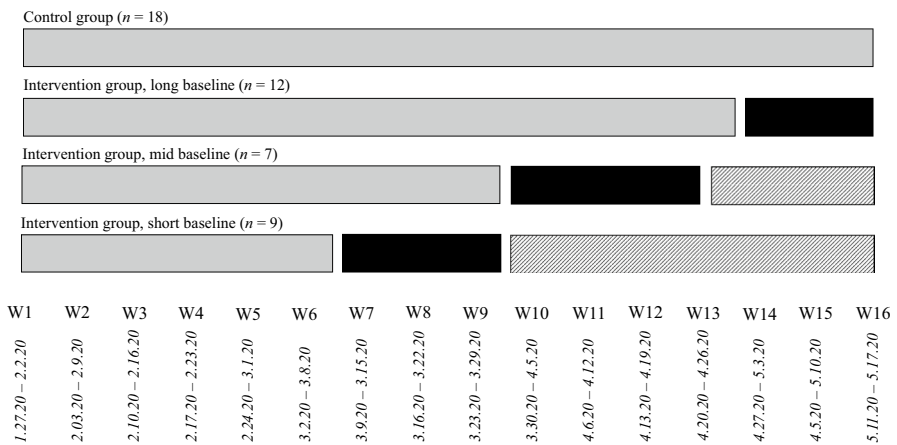 Control group (n = 18)
Intervention group, long baseline (n = 12)
Intervention group, mid baseline (n = 7)
Intervention group, short baseline (n = 9)
W1 W2 W3 W4 W5 W6 W7 W8 W9 W10 W11 W12 W13 W14 W15 W16
1.27.20 – 2.2.20
2.03.20 – 2.9.20
2.10.20 – 2.16.20
2.17.20 – 2.23.20
2.24.20 – 3.1.20
3.2.20 – 3.8.20
3.9.20 – 3.15.20
3.16.20 – 3.22.20
3.23.20 – 3.29.20
3.30.20 – 4.5.20
4.6.20 – 4.12.20
4.13.20 – 4.19.20
4.20.20 – 4.26.20
4.27.20 – 5.3.20
4.5.20 – 5.10.20
5.11.20 – 5.17.20